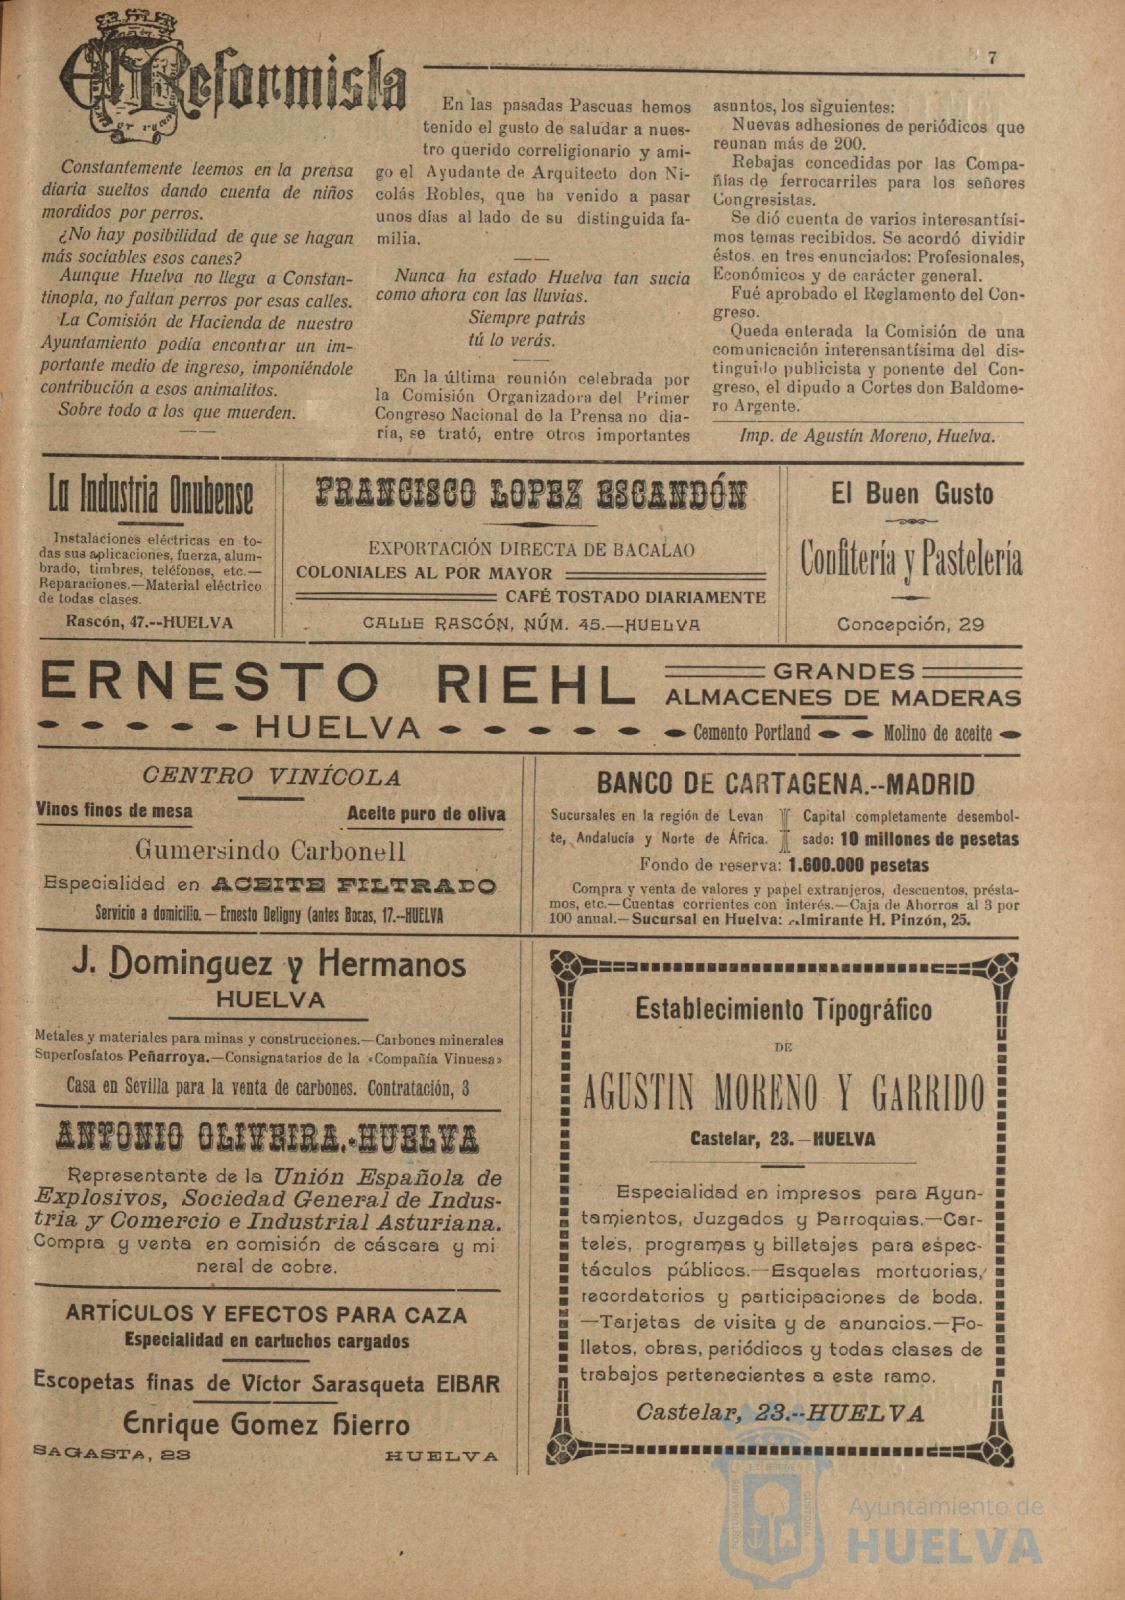 El Reformista
7
Constantemente leemos en la prensa
diaria sueltos dando cuenta de niños
mordidos por perros.
¿No hay posibilidad de que se hagan
más sociables esos canes?
Aunque Huelva no llega a Constan-
tinopla, no faltan perros por esas calles.
La Comisión de Hacienda de nuestro
Ayuntamiento podía encontrar un im-
portante medio de ingreso, imponiéndole
contribución a esos animalitos.
Sobre todo a los que muerden.
En las pasadas Pascuas hemos
tenido el gusto de saludar a nues-
tro querido correligionario y ami-
go el Ayudante de Arquitecto don Ni-
colás Robles, que ha venido a pasar
unos días al lado de su distinguida fa-
milia.
Nunca ha estado Huelva tan sucia
como ahora con las lluvias.
Siempre patrás
tú lo verás.
En la última reunión celebrada por
la Comisión Organizadora del Primer
Congreso Nacional de la Prensa no dia-
ria, se trató, entre otros importantes
asuntos, los siguientes:
Nuevas adhesiones de periódicos que
reunan más de 200.
Rebajas concedidas por las Compa-
ñías de ferrocarriles para los señores
Congresistas.
Se dió cuenta de varios interesantísi-
mos temas recibidos. Se acordó dividir
éstos en tres enunciados: Profesionales,
Económicos y de carácter general.
Fué aprobado el Reglamento del Con-
greso.
Queda enterada la Comisión de una
comunicación interensantísima del dis-
tinguido publicista y ponente del Con-
greso, el dipudo a Cortes don Baldome-
ro Argente.
Imp. de Agustín Moreno, Huelva.
La Industria Onubense
Instalaciones eléctricas en to-
das sus aplicaciones, fuerza, alum-
brado, timbres, teléfonos, etc.—
Reparaciones.—Material eléctrico
de todas clases.
Rascón, 47.--HUELVA
FRANCISCO LOPEZ ESCANDÓN
EXPORTACIÓN DIRECTA DE BACALAO
COLONIALES AL POR MAYOR
CAFÉ TOSTADO DIARIAMENTE
CALLE RASCÓN, NÚM. 45.—HUELVA
El Buen Gusto
Confitería y Pastelería
Concepción, 29
ERNESTO RIEHL
HUELVA
GRANDES
ALMACENES DE MADERAS
Cemento Portland
Molino de aceite
CENTRO VINÍCOLA
Vinos finos de mesa
Aceite puro de oliva
Gumersindo Carbonell
Especialidad en ACEITE FILTRADO
Servicio a domicilio.—Ernesto Deligny (antes Bocas, 17.--HUELVA
BANCO DE CARTAGENA.--MADRID
Sucursales en la región de Levan
te, Andalucía y Norte de África.
Capital completamente desembol-
sado: 10 millones de pesetas
Fondo de reserva: 1.600.000 pesetas
Compra y venta de valores y papel extranjeros, descuentos, présta-
mos, etc.—Cuentas corrientes con interés.—Caja de Ahorros al 3 por
100 anual.—Sucursal en Huelva: Almirante H. Pinzón, 25.
J. Dominguez y Hermanos
HUELVA
Metales y materiales para minas y construcciones.—Carbones minerales
Superfosfatos Peñarroya.—Consignatarios de la «Compañía Vinuesa»
Casa en Sevilla para la venta de carbones. Contratación, 3
ANTONIO OLIVEIRA.-HUELVA
Representante de la Unión Española de
Explosivos, Sociedad General de Indus-
tria y Comercio e Industrial Asturiana.
Compra y venta en comisión de cáscara y mi
neral de cobre.
ARTÍCULOS Y EFECTOS PARA CAZA
Especialidad en cartuchos cargados
Escopetas finas de Víctor Sarasqueta EIBAR
Enrique Gomez Hierro
SAGASTA, 23 HUELVA
Establecimiento Tipográfico
DE
AGUSTIN MORENO Y GARRIDO
Castelar, 23.—HUELVA
Especialidad en impresos para Ayun-
tamientos, Juzgados y Parroquias.—Car-
teles, programas y billetajes para espec-
táculos públicos.—Esquelas mortuorias,
recordatorios y participaciones de boda.
—Tarjetas de visita y de anuncios.—Fo-
lletos, obras, periódicos y todas clases de
trabajos pertenecientes a este ramo.
Castelar, 23.--HUELVA
Ayuntamiento de
HUELVA